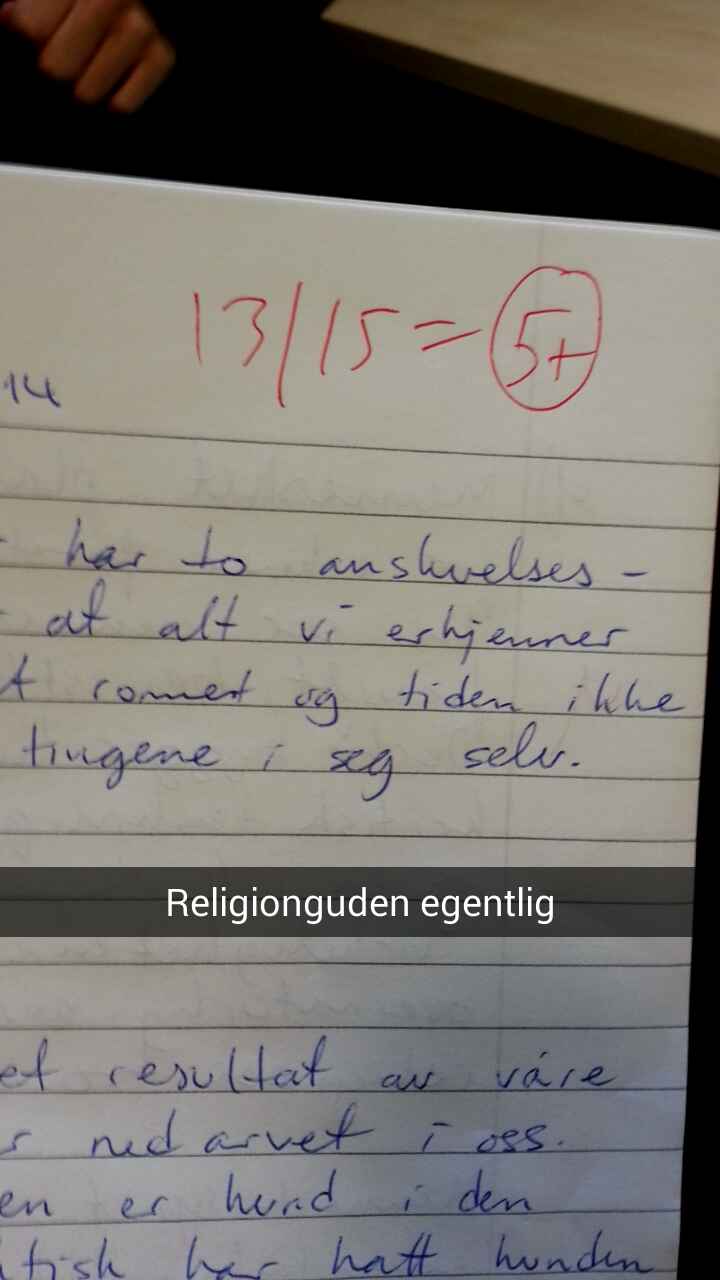 13/15 = 5+
14
har to anskuelses-
at alt vi erkjenner
t rommet og tiden ikke
tingene i seg selv.
Religionguden egentlig
et resultat av våre
r nedarvet i oss.
en er hund i den
tisk har hatt hunden